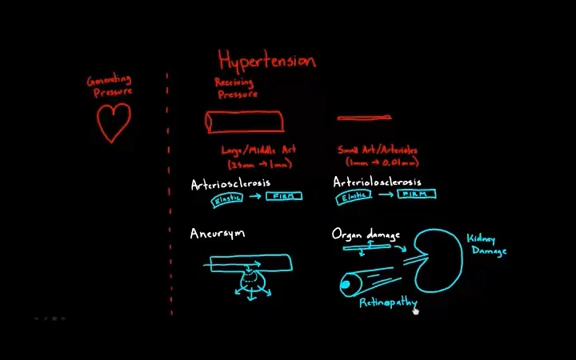 Hypertension
Generating
Pressure
Receiving
Pressure
Large/Middle Art
(25mm → 1mm)
Small Art/Arterioles
(1mm → 0.01mm)
Arteriosclerosis
Elastic → FIRM
Arteriolosclerosis
Elastic → FIRM
Aneurysm
Organ damage
Kidney
Damage
Retinopathy